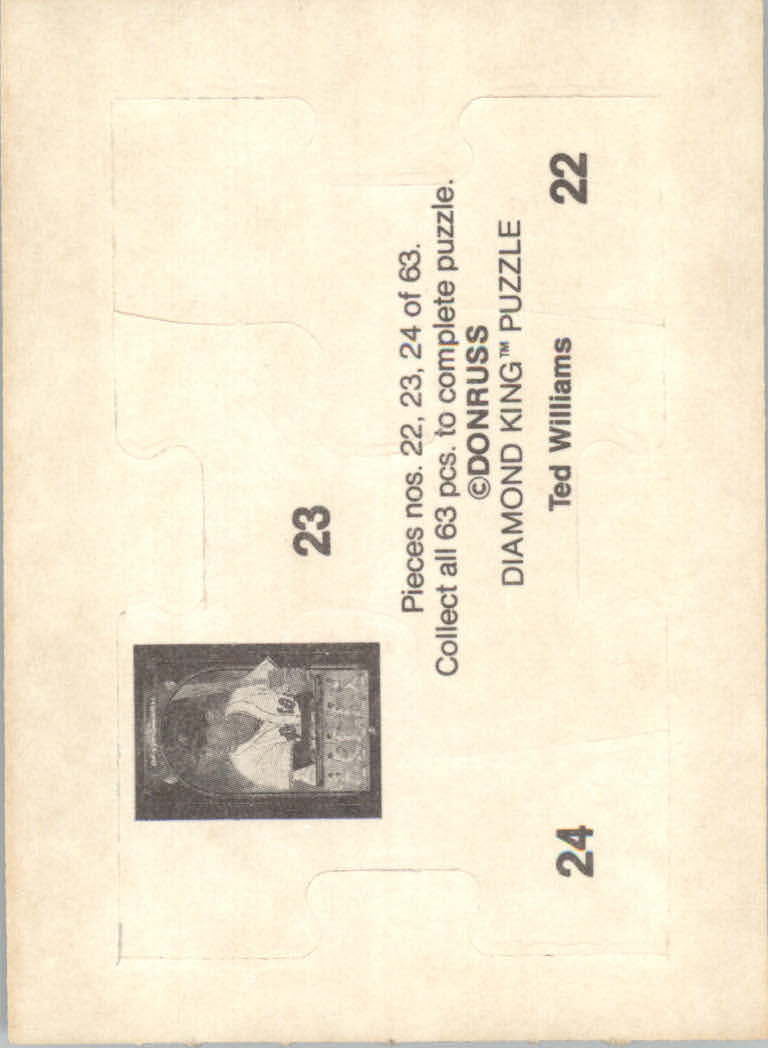 23
Pieces nos. 22, 23, 24 of 63.
Collect all 63 pcs. to complete puzzle.
©DONRUSS
DIAMOND KING™ PUZZLE
Ted Williams
24
22